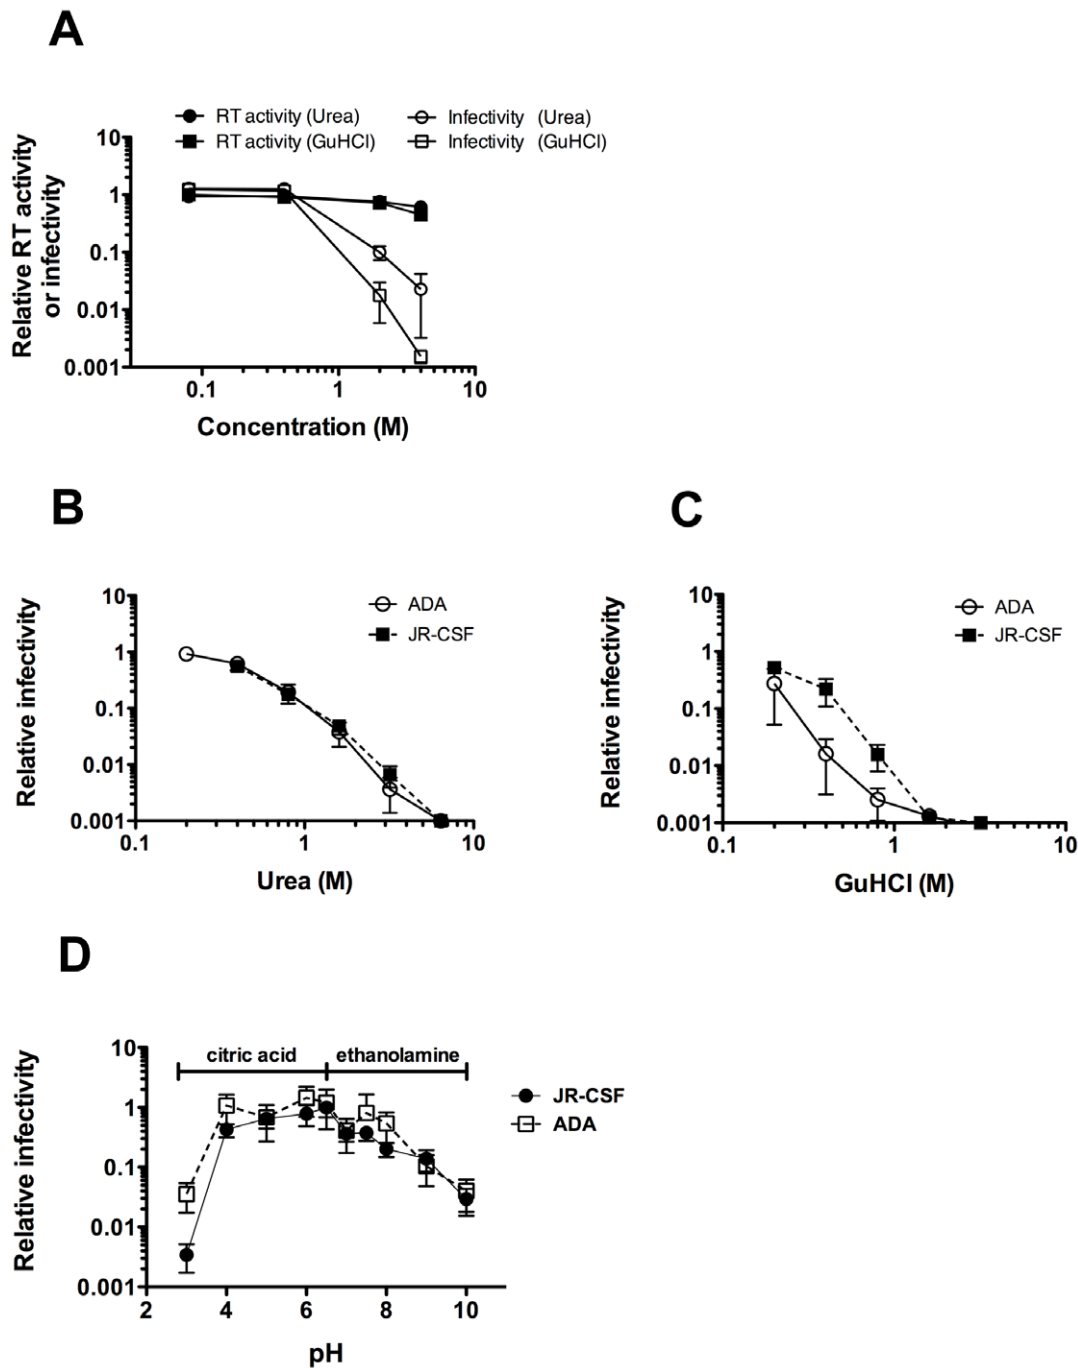 A
RT activity (Urea)
Infectivity (Urea)
RT activity (GuHCl)
Infectivity (GuHCl)
Relative RT activity
or infectivity
10
1
0.1
0.01
0.001
0.1
1
10
Concentration (M)
B
ADA
JR-CSF
Relative infectivity
10
1
0.1
0.01
0.001
0.1
1
10
Urea (M)
C
ADA
JR-CSF
Relative infectivity
10
1
0.1
0.01
0.001
0.1
1
10
GuHCl (M)
D
citric acid
ethanolamine
JR-CSF
ADA
Relative infectivity
10
1
0.1
0.01
0.001
2
4
6
8
10
pH